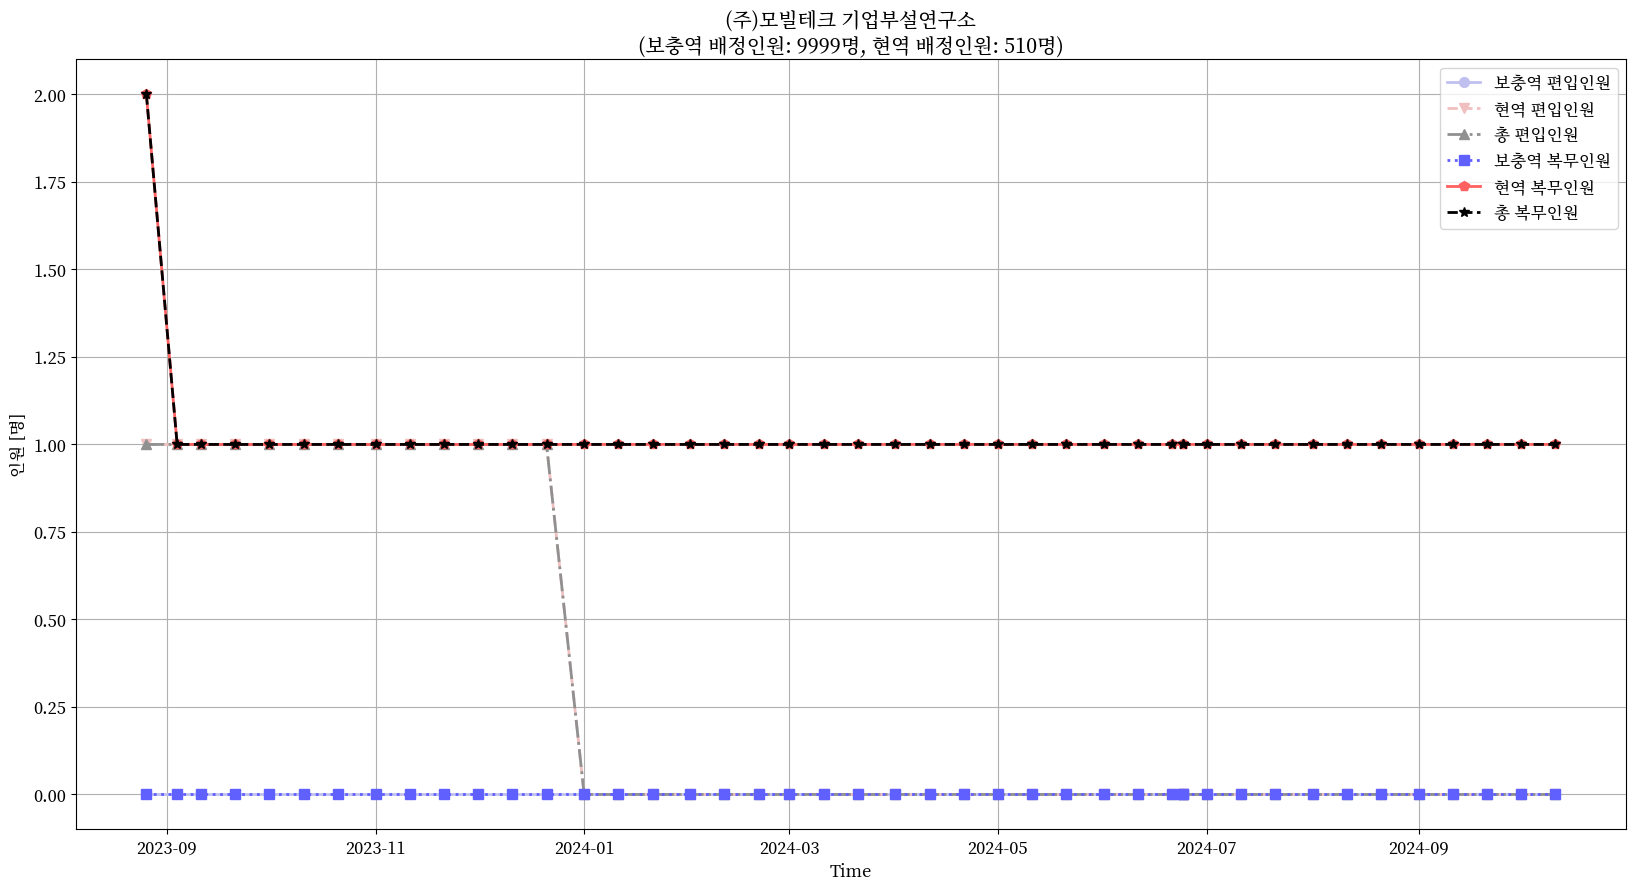 (주)모빌테크 기업부설연구소
(보충역 배정인원: 9999명, 현역 배정인원: 510명)
보충역 편입인원
현역 편입인원
총 편입인원
보충역 복무인원
현역 복무인원
총 복무인원
인원 [명]
2.00
1.75
1.50
1.25
1.00
0.75
0.50
0.25
0.00
2023-09 2023-11 2024-01 2024-03 2024-05 2024-07 2024-09
Time